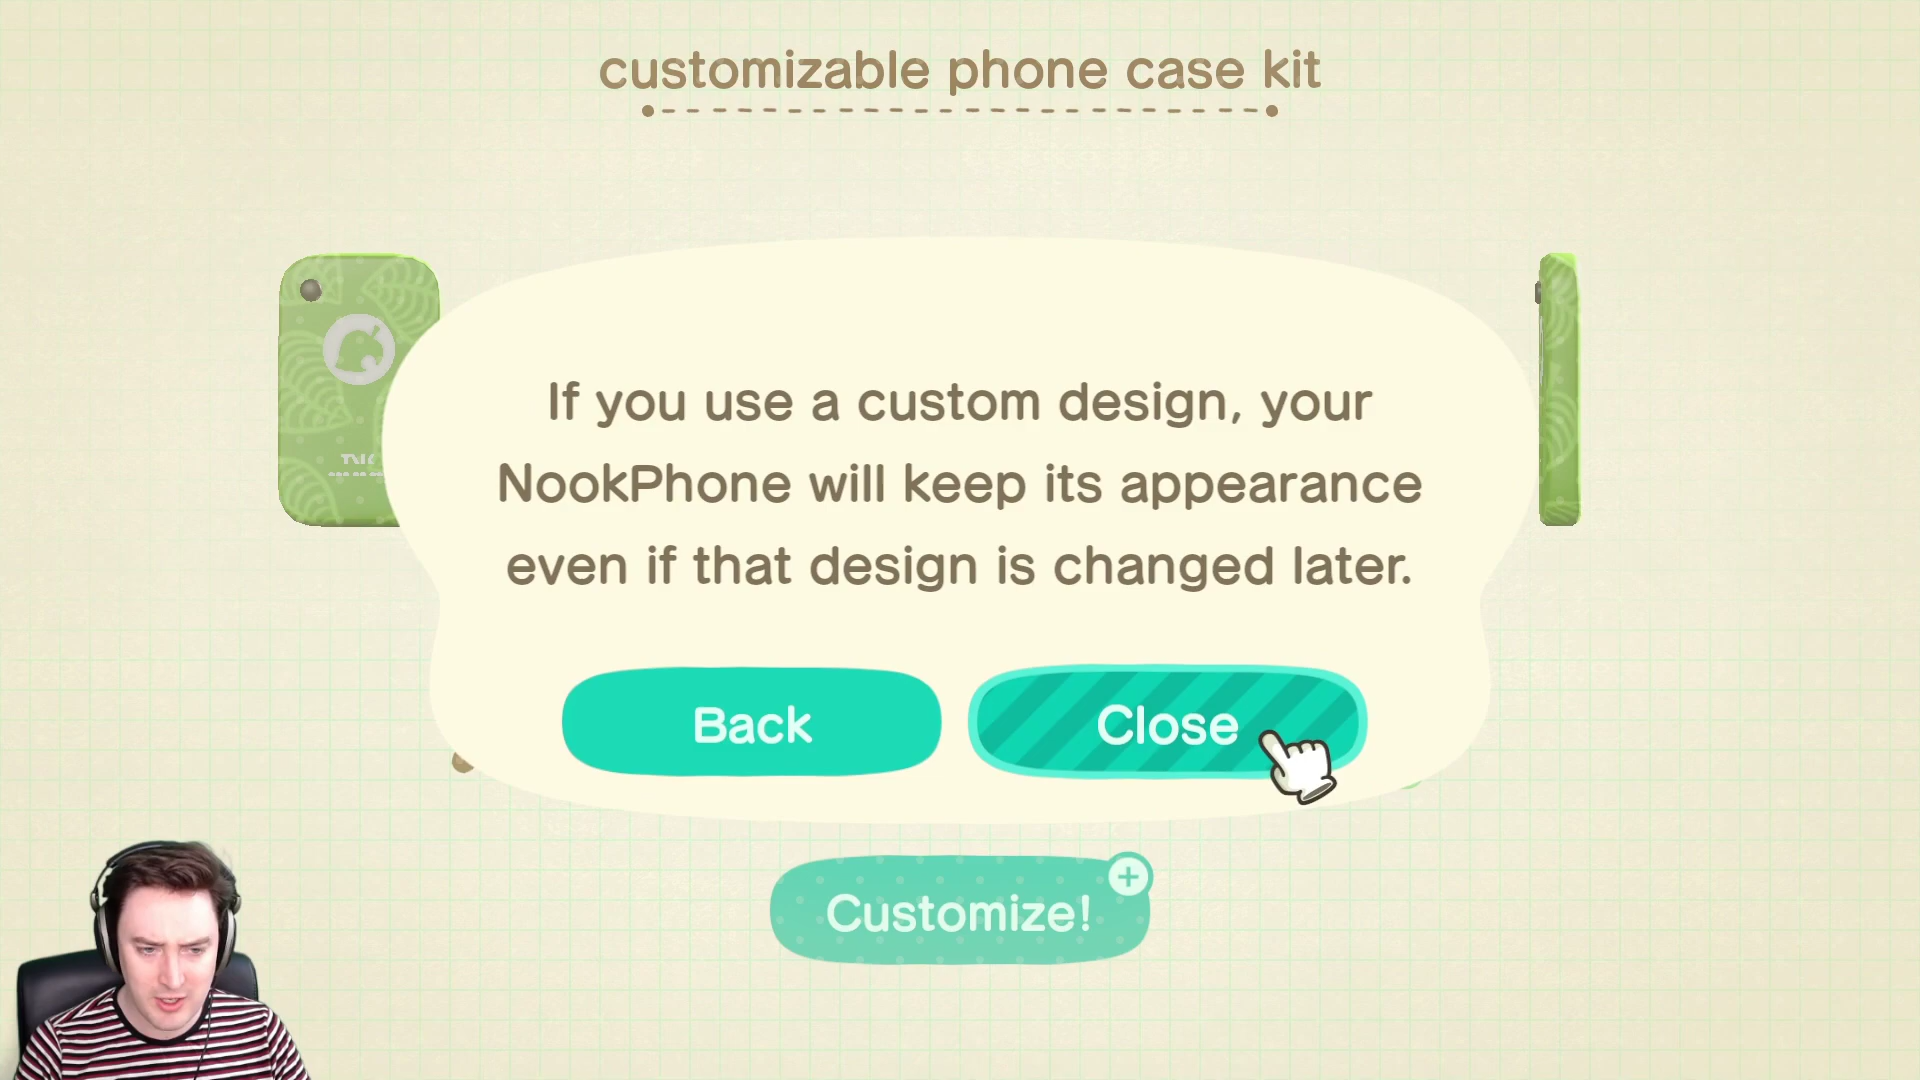 customizable phone case kit
If you use a custom design, your
NookPhone will keep its appearance
even if that design is changed later.
Back
Close
Customize!